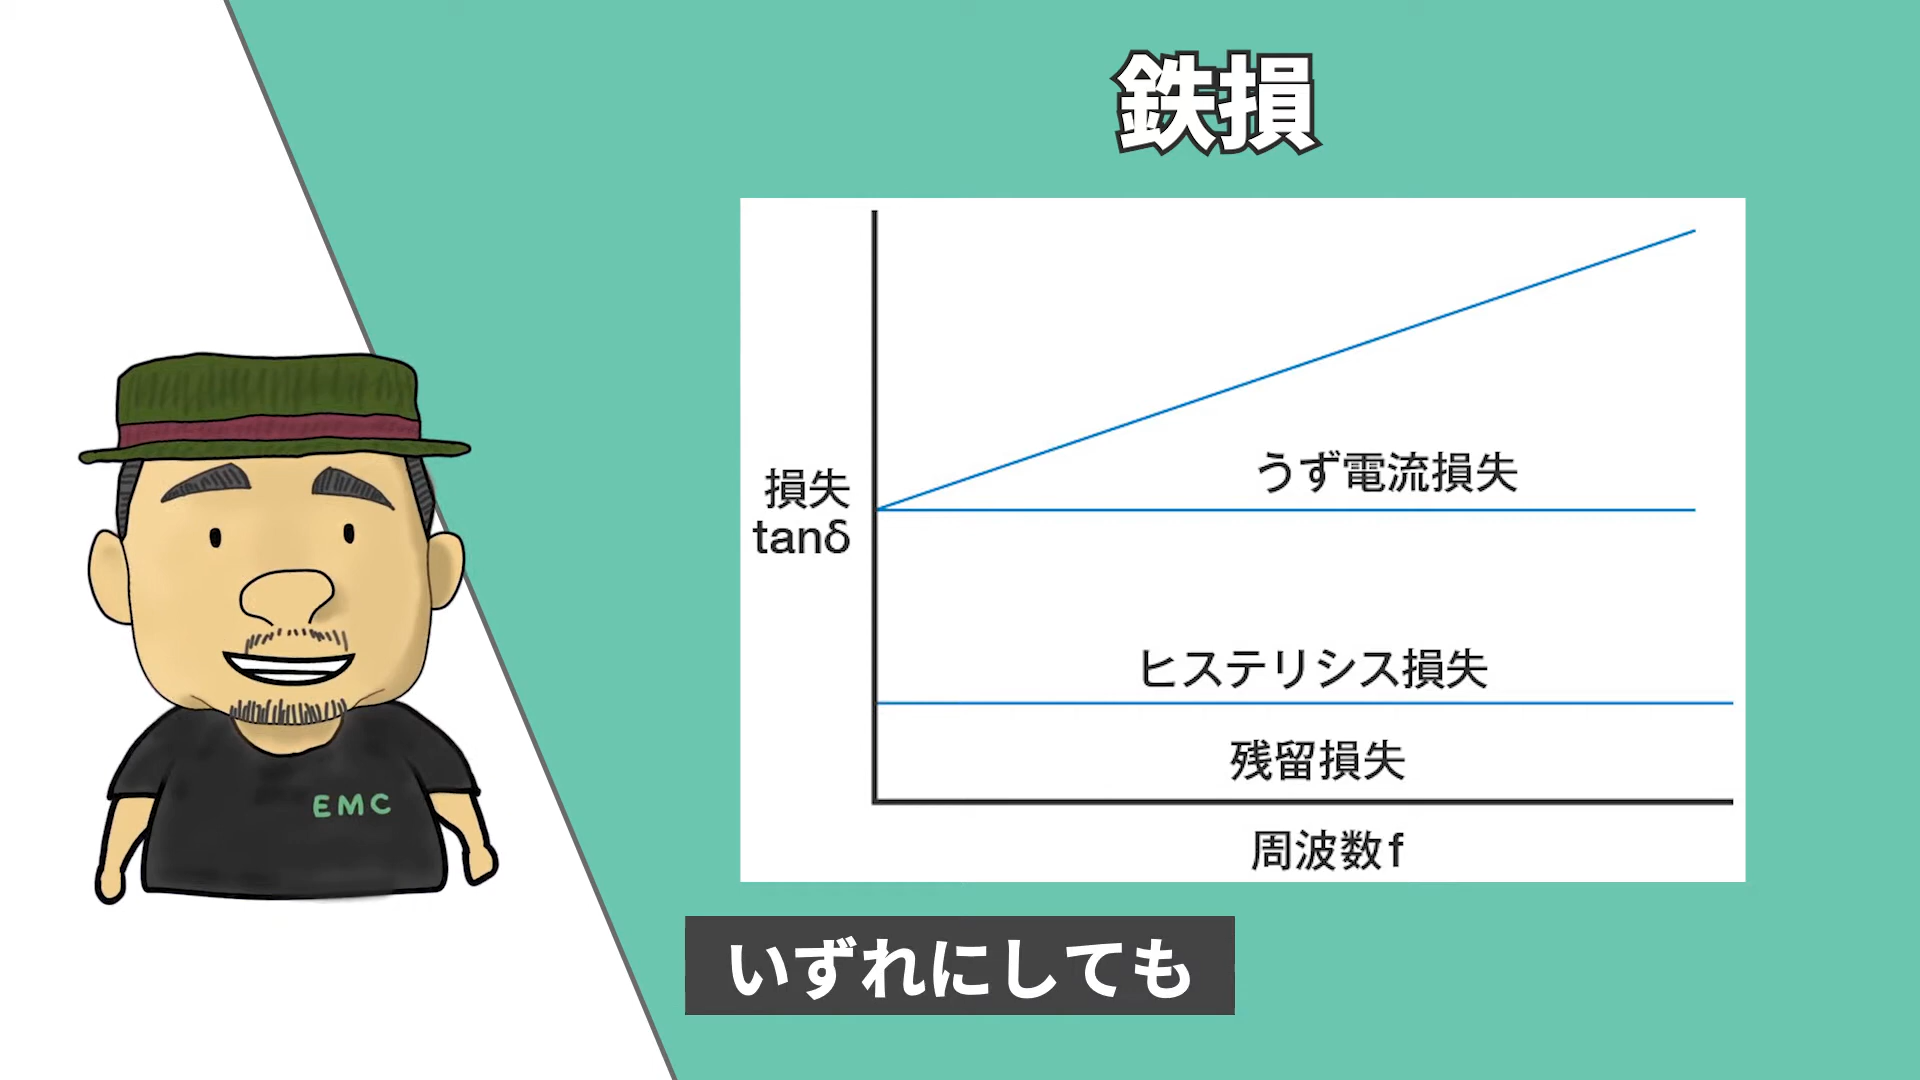 鉄損
損失
tanδ
うず電流損失
ヒステリシス損失
残留損失
周波数f
EMC
いずれにしても